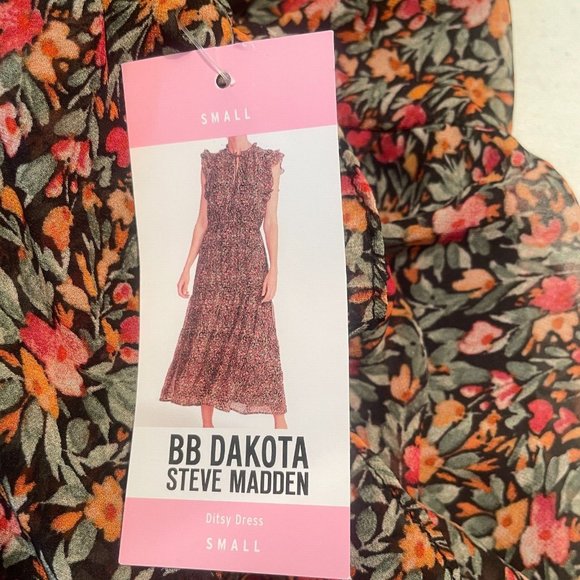 SMALL
BB DAKOTA
STEVE MADDEN
Ditsy Dress
SMALL